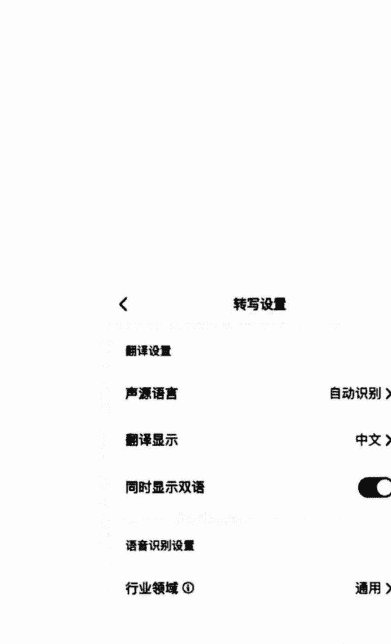 转写设置
翻译设置
声源语言 自动识别
翻译显示 中文
同时显示双语
语音识别设置
行业领域 通用